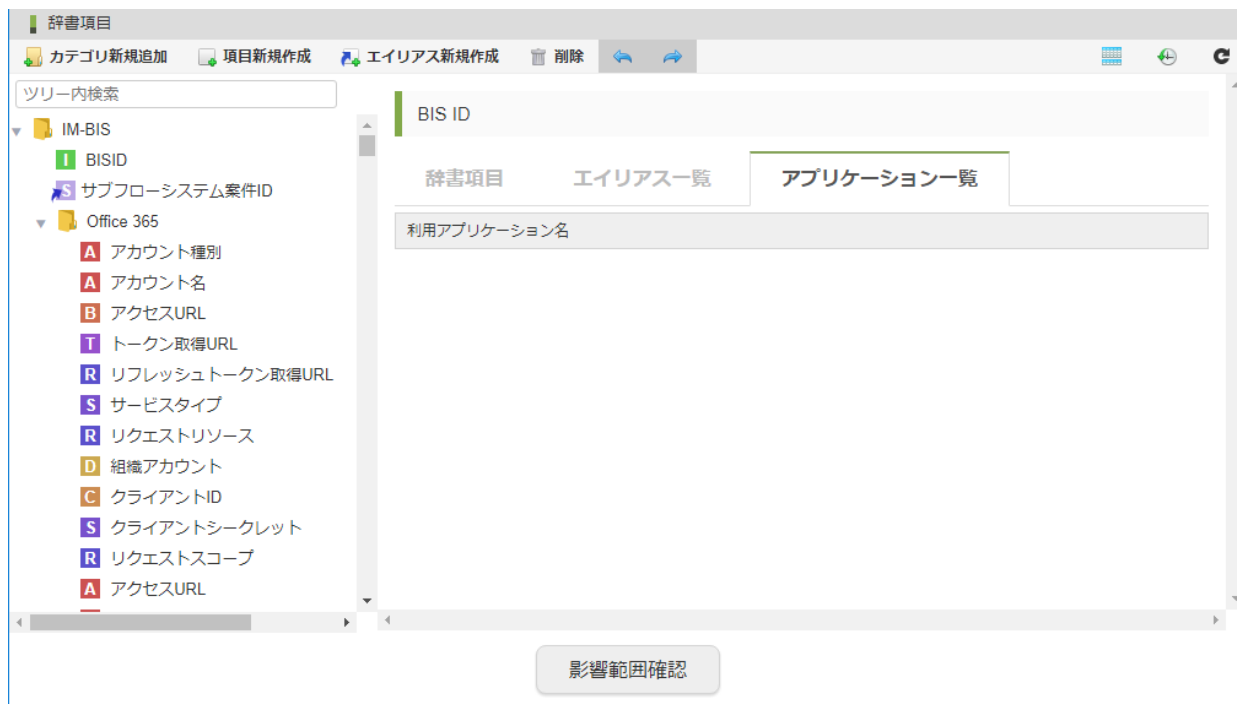 辞書項目
カテゴリ新規追加 項目新規作成 エイリアス新規作成 削除
ツリー内検索
IM-BIS
I BISID
S サブフローシステム案件ID
Office 365
A アカウント種別
A アカウント名
B アクセスURL
T トークン取得URL
R リフレッシュトークン取得URL
S サービスタイプ
R リクエストリソース
D 組織アカウント
C クライアントID
S クライアントシークレット
R リクエストスコープ
A アクセスURL
BIS ID
辞書項目 エイリアス一覧 アプリケーション一覧
利用アプリケーション名
影響範囲確認